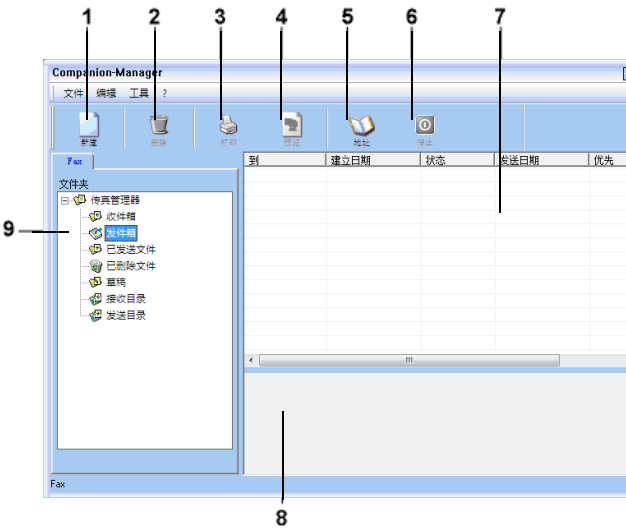 1 2 3 4 5 6 7
Companion-Manager
文件 编辑 工具 ?
新建 删除 打印 预览 地址 停止
Fax
到 建立日期 状态 发送日期 优先
文件夹
传真管理器
收件箱
9
发件箱
已发送文件
已删除文件
草稿
接收目录
发送目录
Fax
8